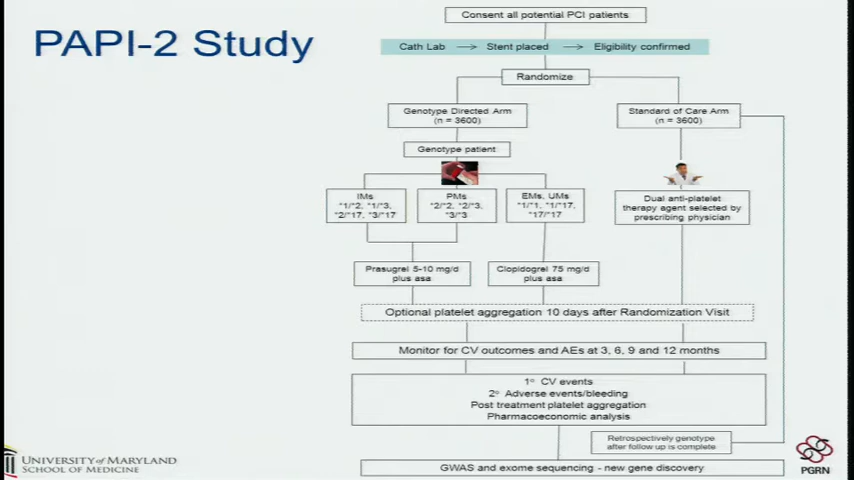 PAPI-2 Study
Consent all potential PCI patients
Cath Lab → Stent placed → Eligibility confirmed
Randomize
Genotype Directed Arm
(n = 3600)
Standard of Care Arm
(n = 3600)
Genotype patient
IMs
*1/*2, *1/*3,
*2/*17, *3/*17
PMs
*2/*2, *2/*3,
*3/*3
EMs, UMs
*1/*1, *1/*17,
*17/*17
Dual anti-platelet
therapy agent selected by
prescribing physician
Prasugrel 5-10 mg/d
plus asa
Clopidogrel 75 mg/d
plus asa
Optional platelet aggregation 10 days after Randomization Visit
Monitor for CV outcomes and AEs at 3, 6, 9 and 12 months
1° CV events
2° Adverse events/bleeding
Post treatment platelet aggregation
Pharmacoeconomic analysis
Retrospectively genotype
after follow up is complete
GWAS and exome sequencing - new gene discovery
UNIVERSITY of MARYLAND
SCHOOL OF MEDICINE
PGRN